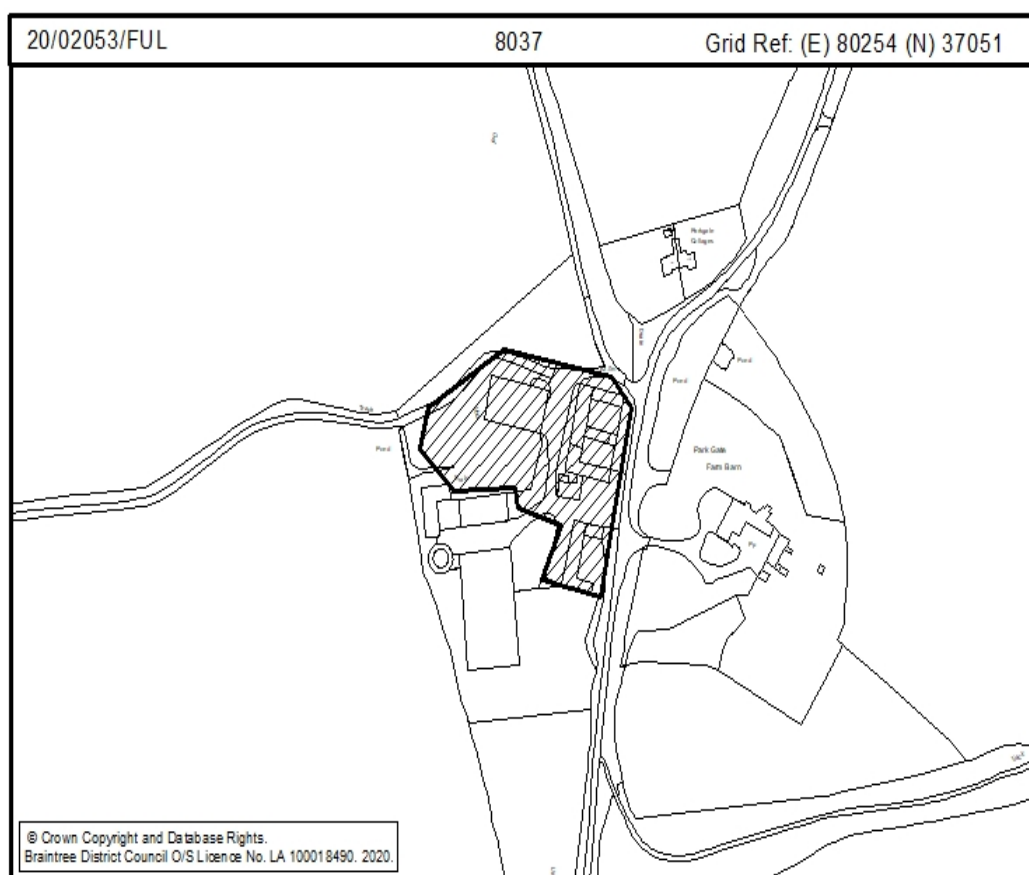 20/02053/FUL 8037 Grid Ref: (E) 80254 (N) 37051
Cottages
Pond
Pond
Park Gate
Farm Barn
Pond
© Crown Copyright and Database Rights.
Braintree District Council O/S Licence No. LA 100018490. 2020.